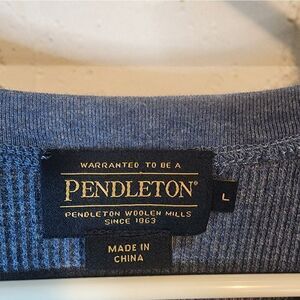 WARRANTED TO BE A
PENDLETON®
PENDLETON WOOLEN MILLS
SINCE 1863
L
MADE IN
CHINA